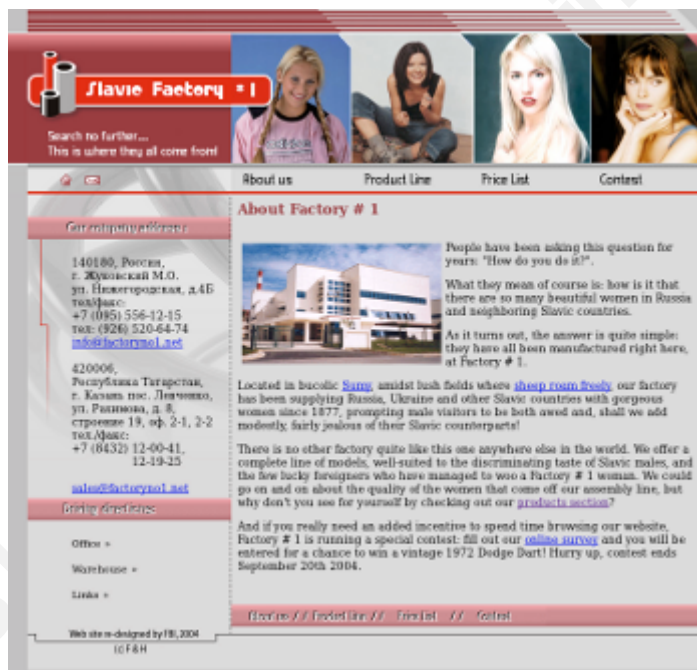 Slavic Factory # 1
Search no further...
This is where they all come from!
About us
Product Line
Price List
Contest
Our company address:
140180, Россия,
г. Жуковский М.О.
ул. Нижегородская, д.4Б
тел/факс:
+7 (095) 556-12-15
тел: (926) 520-64-74
info@factoryno1.net
420006,
Республика Татарстан,
г. Казань пос. Левченко,
ул. Рахимова, д. 8,
строение 19, оф. 2-1, 2-2
тел./факс:
+7 (8432) 12-00-41,
12-19-25
sales@factoryno1.net
Driving directions:
Office »
Warehouse »
Links »
Web site re-designed by FBI, 2004
(c) F & H
About Factory # 1
People have been asking this question for
years: "How do you do it?".
What they mean of course is: how is it that
there are so many beautiful women in Russia
and neighboring Slavic countries.
As it turns out, the answer is quite simple:
they have all been manufactured right here,
at Factory # 1.
Located in bucolic Sumy, amidst lush fields where sheep roam freely, our factory
has been supplying Russia, Ukraine and other Slavic countries with gorgeous
women since 1877, prompting male visitors to be both awed and, shall we add
modestly, fairly jealous of their Slavic counterparts!
There is no other factory quite like this one anywhere else in the world. We offer a
complete line of models, well-suited to the discriminating taste of Slavic males, and
the few lucky foreigners who have managed to woo a Factory # 1 woman. We could
go on and on about the quality of the women that come off our assembly line, but
why don't you see for yourself by checking out our products section?
And if you really need an added incentive to spend time browsing our website,
Factory # 1 is running a special contest: fill out our online survey and you will be
entered for a chance to win a vintage 1972 Dodge Dart! Hurry up, contest ends
September 20th 2004.
About us // Product Line // Price List // Contest